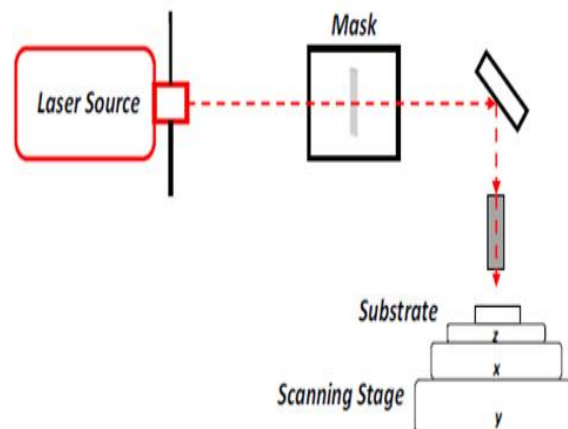 Mask
Laser Source
Substrate
z
x
Scanning Stage
y